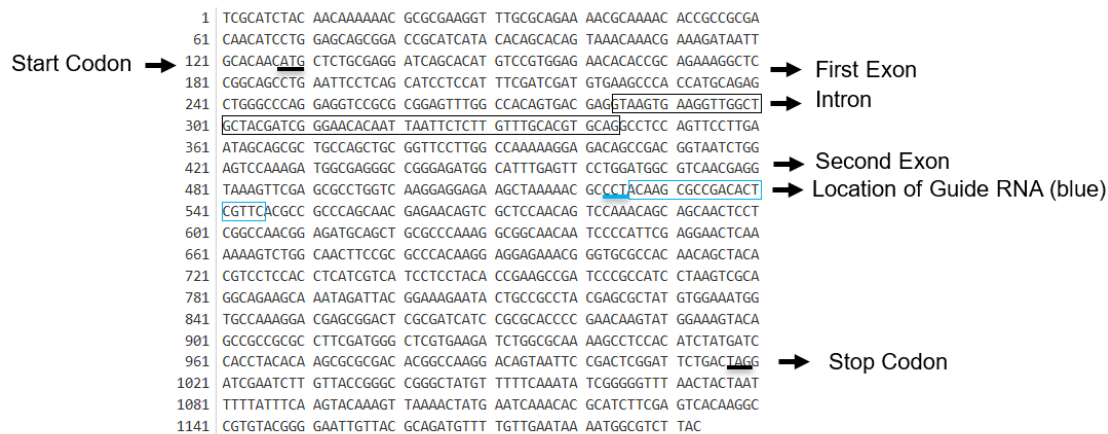 1 TCGCATCTAC AACAAAAAAC GCGCGAAGGT TTGCGCAGAA AACGCAAAAC ACCGCCGCGA
61 CAACATCCTG GAGCAGCGGA CCGCATCATA CACAGCACAG TAAACAAACG AAAGATAATT
Start Codon 121 GCACAACATG CTCTGCGAGG ATCAGCACAT GTCCGTGGAG AACACACCGC AGAAAGGCTC First Exon
181 CGGCAGCCTG AATTCCTCAG CATCCTCCAT TTCGATCGAT GTGAAGCCCA CCATGCAGAG
241 CTGGGCCCAG GAGGTCCGCG CGGAGTTTGG CCACAGTGAC GAGGTAAGTG AAGGTTGGCT Intron
301 GCTACGATCG GGAACACAAT TAATTCTCTT GTTTGCACGT GCAGGCCTCC AGTTCCTTGA
361 ATAGCAGCGC TGCCAGCTGC GGTTCCTTGG CCAAAAAGGA GACAGCCGAC GGTAATCTGG
421 AGTCCAAAGA TGGCGAGGGC CGGGAGATGG CATTTGAGTT CCTGGATGGC GTCAACGAGG Second Exon
481 TAAAGTTCGA GCGCCTGGTC AAGGAGGAGA AGCTAAAAAC GCCCTACAAG CGCCGACACT Location of Guide RNA (blue)
541 CGTTCACGCC GCCCAGCAAC GAGAACAGTCGC GCTCCAACAG TCCAAACAGC AGCAACTCCT
601 CGGCCAACGG AGATGCAGCT GCGCCCAAAG GCGGCAACAA TCCCCATTCG AGGAACTCAA
661 AAAAGTCTGG CAACTTCCGC GCCCACAAGG AGGAGAAACG GGTGCGCCAC AACAGCTACA
721 CGTCCTCCAC CTCATCGTCA TCCTCCTACA CCGAAGCCGA TCCCGCCATC CTAAGTCGCA
781 GGCAGAAGCA AATAGATTAC GGAAAGAATA CTGCCGCCTA CGAGCGCTAT GTGGAAATGG
841 TGCCAAAGGA CGAGCGGACT CGCGATCATC CGCGCACCCC GAACAAGTAT GGAAAGTACA
901 GCCGCCGCGC CTTCGATGGG CTCGTGAAGA TCTGGCGCAA AAGCCTCCAC ATCTATGATC
961 CACCTACACA AGCGCGCGAC ACGGCCAAGG ACAGTAATTC CGACTCGGAT TCTGACTAGG Stop Codon
1021 ATCGAATCTT GTTACCGGGC CGGGCTATGT TTTTCAAATA TCGGGGGTTT AACTACTAAT
1081 TTTTATTTCA AGTACAAAGT TAAAACTATG AATCAAACAC GCATCTTCGA GTCACAAGGC
1141 CGTGTACGGG GAATTGTTAC GCAGATGTTT TGTTGAATAA AATGGCGTCT TAC